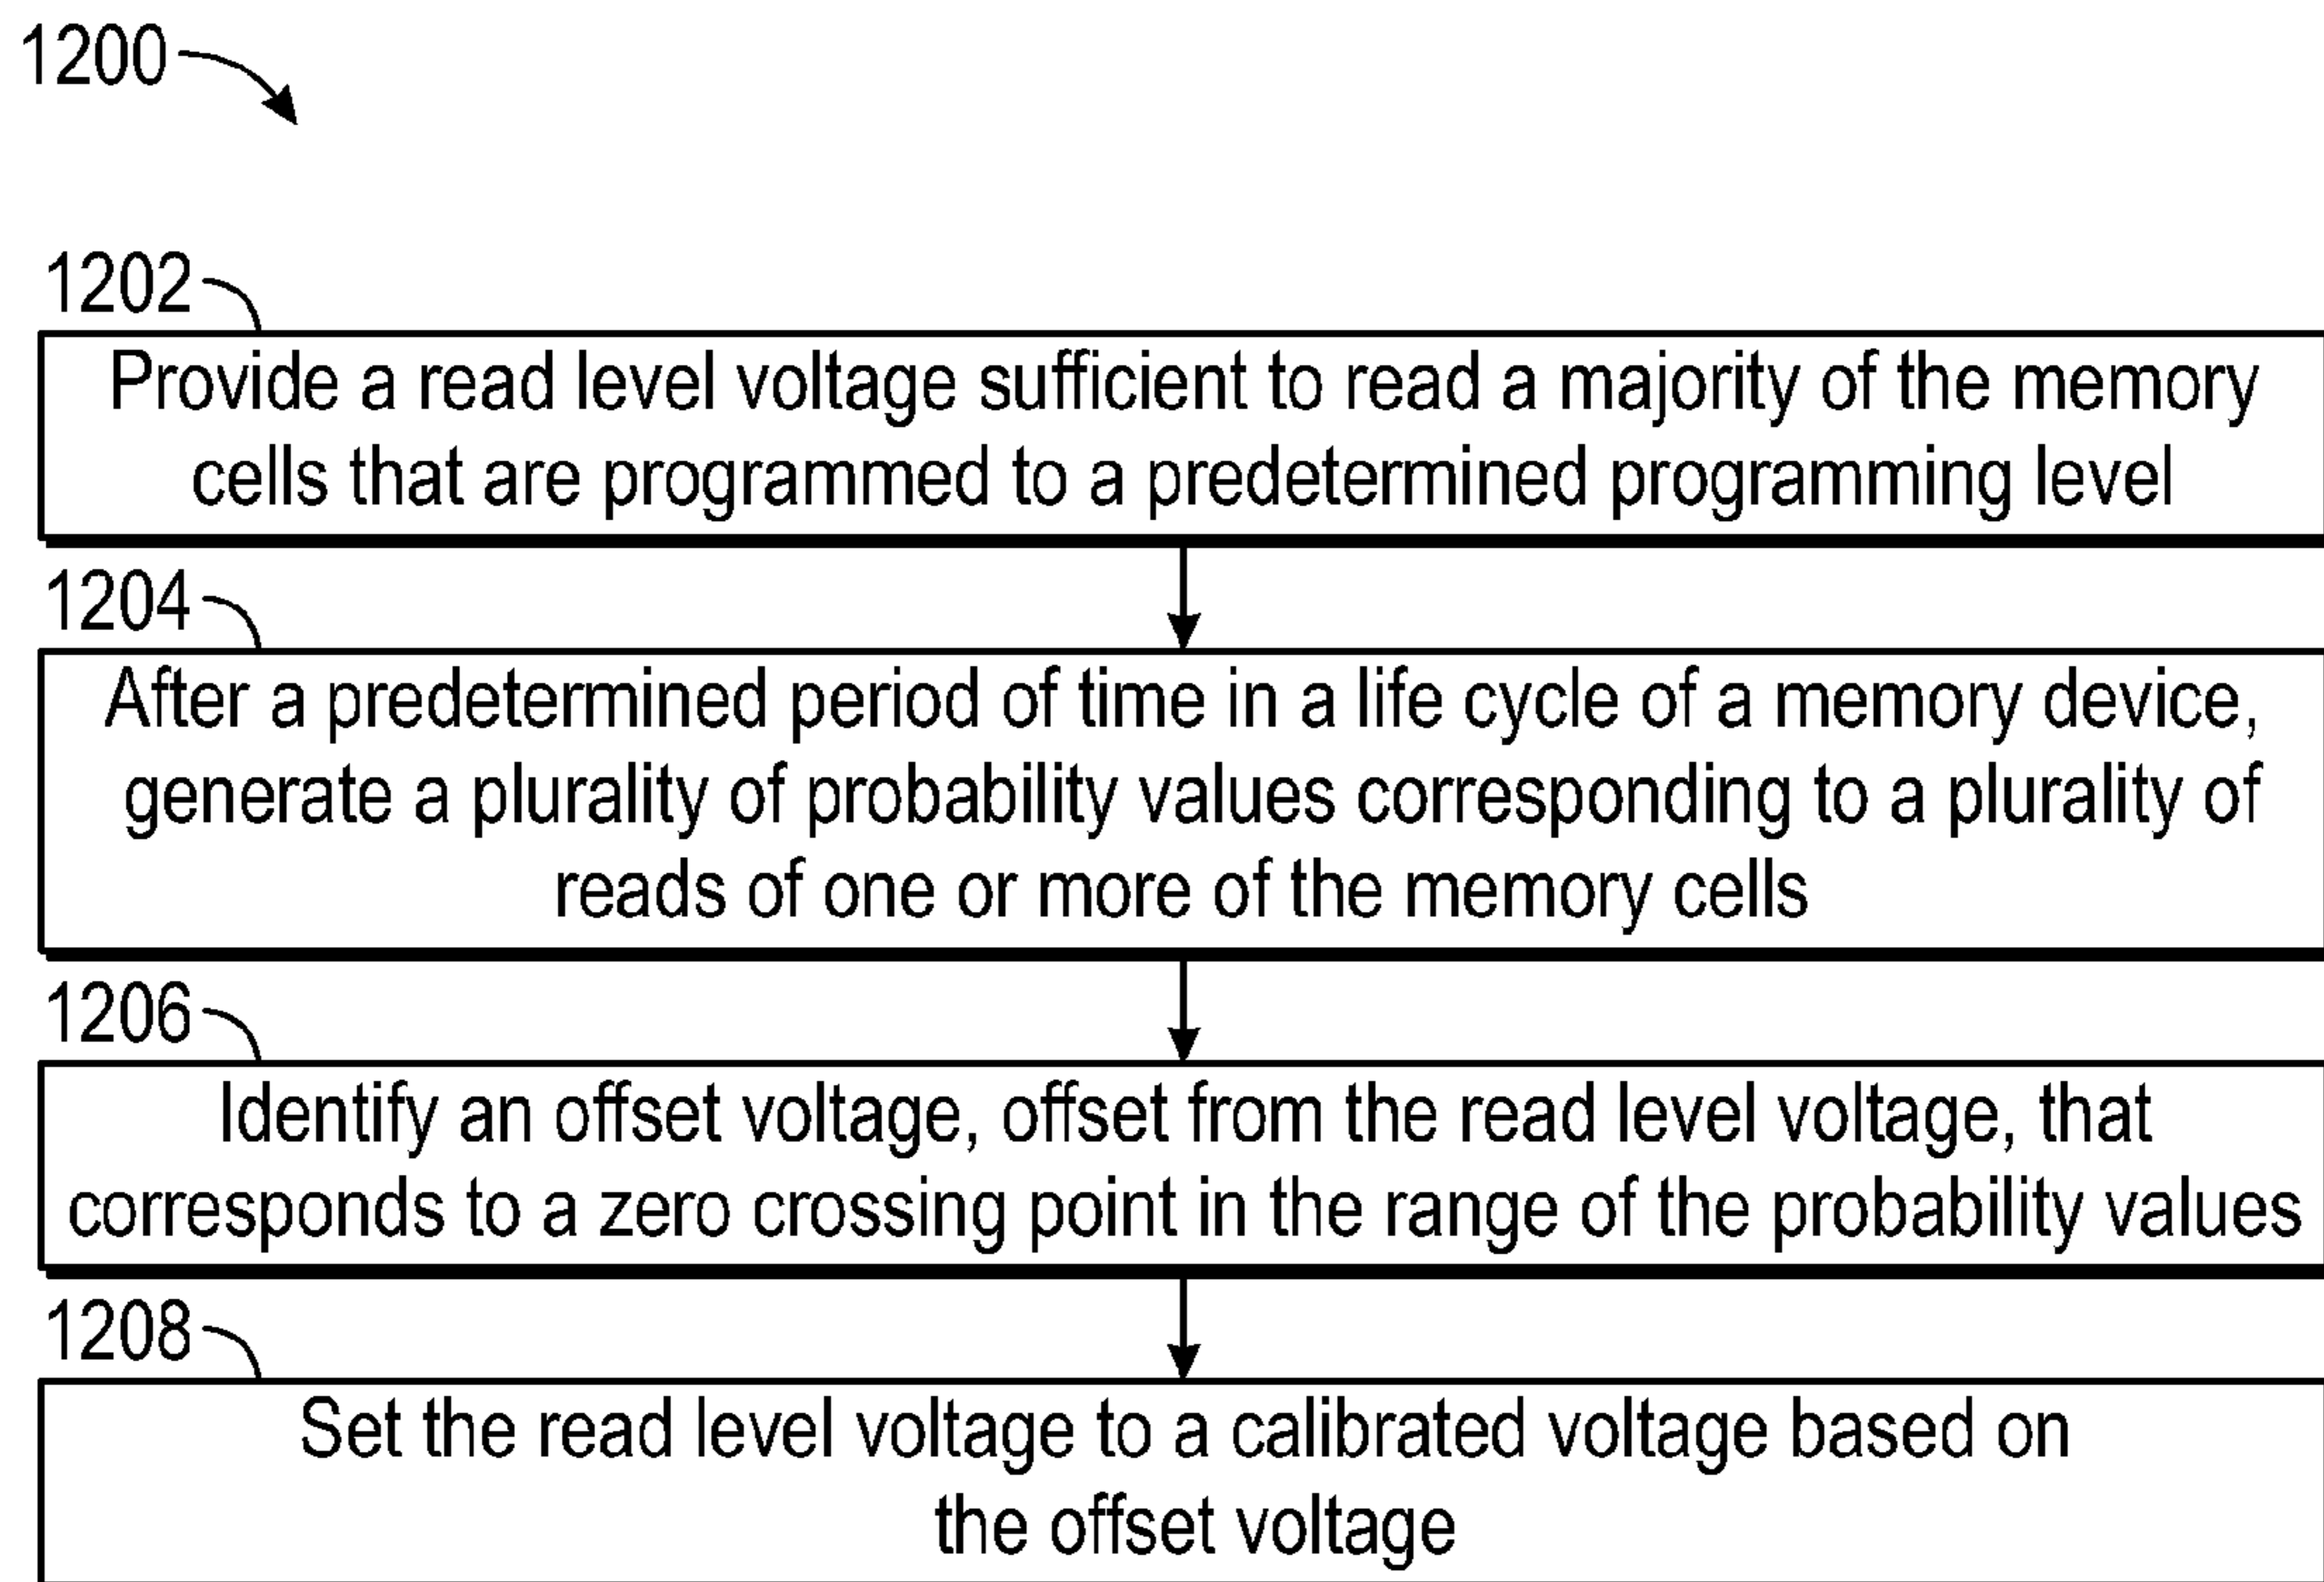 1200
1202
Provide a read level voltage sufficient to read a majority of the memory
cells that are programmed to a predetermined programming level
1204
After a predetermined period of time in a life cycle of a memory device,
generate a plurality of probability values corresponding to a plurality of
reads of one or more of the memory cells
1206
Identify an offset voltage, offset from the read level voltage, that
corresponds to a zero crossing point in the range of the probability values
1208
Set the read level voltage to a calibrated voltage based on
the offset voltage